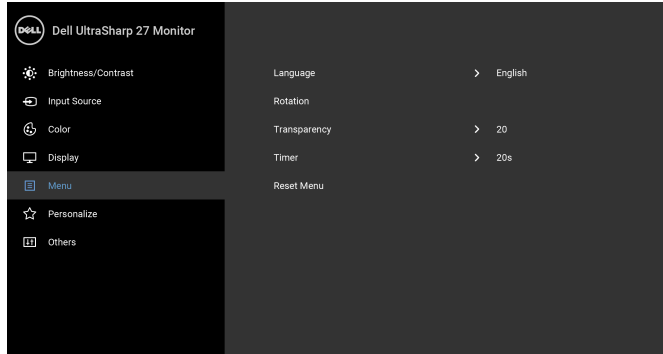 DELL Dell UltraSharp 27 Monitor
Brightness/Contrast
Input Source
Color
Display
Menu
Personalize
Others
Language > English
Rotation
Transparency > 20
Timer > 20s
Reset Menu